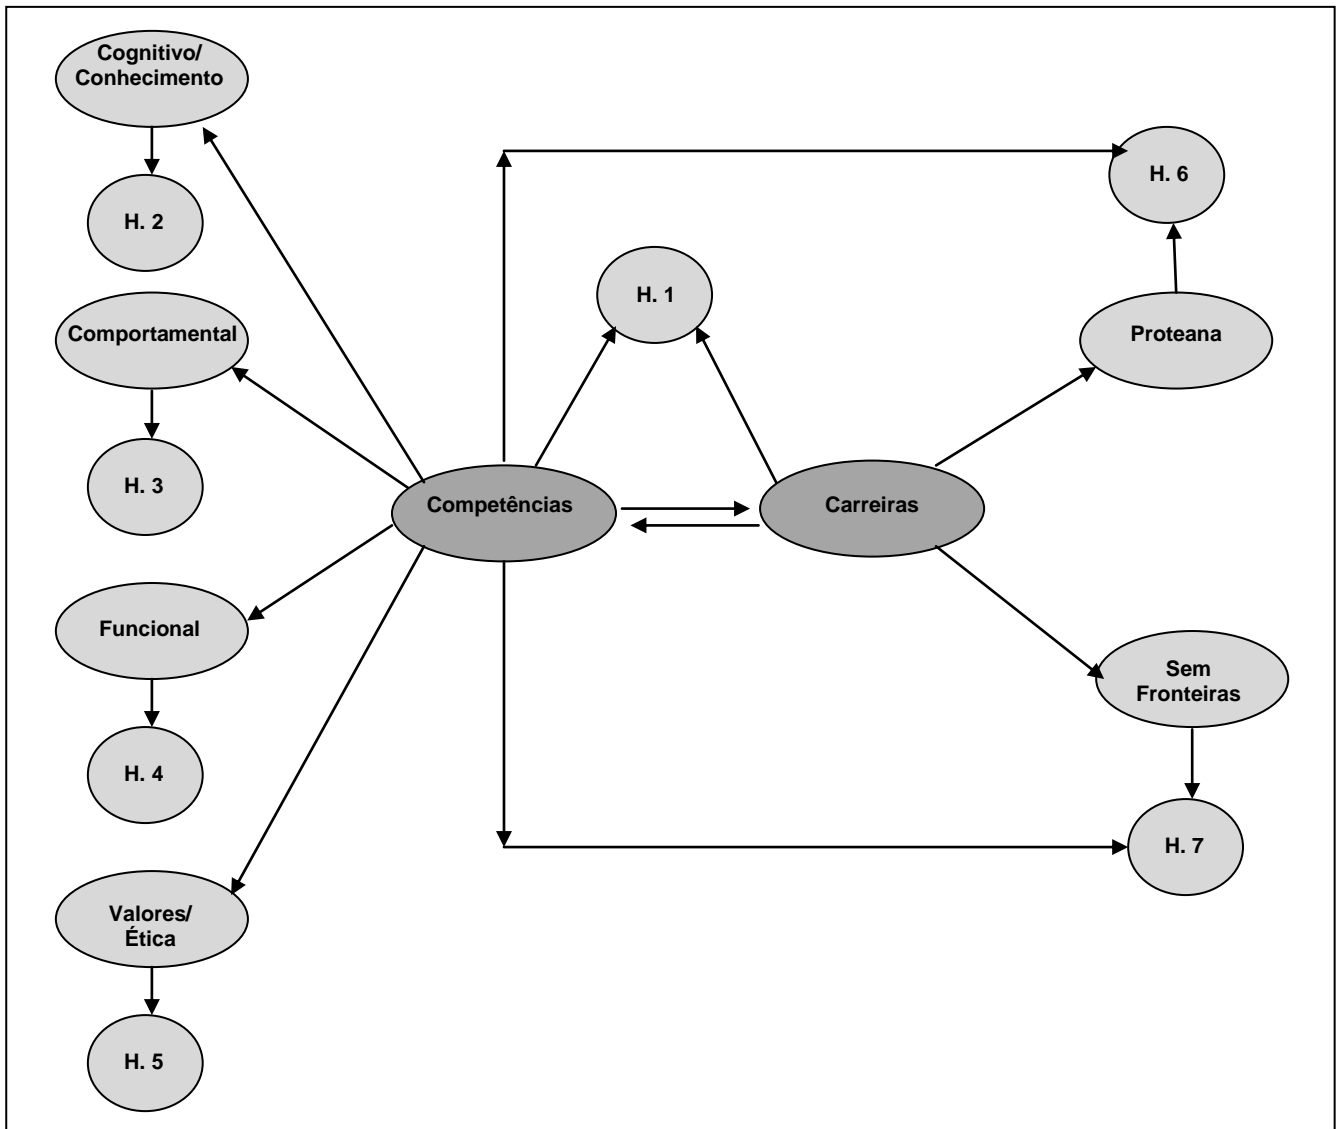 Cognitivo/
Conhecimento
H. 2
Comportamental
H. 3
Funcional
H. 4
Valores/
Ética
H. 5
Competências
H. 1
Carreiras
H. 6
Proteana
Sem
Fronteiras
H. 7